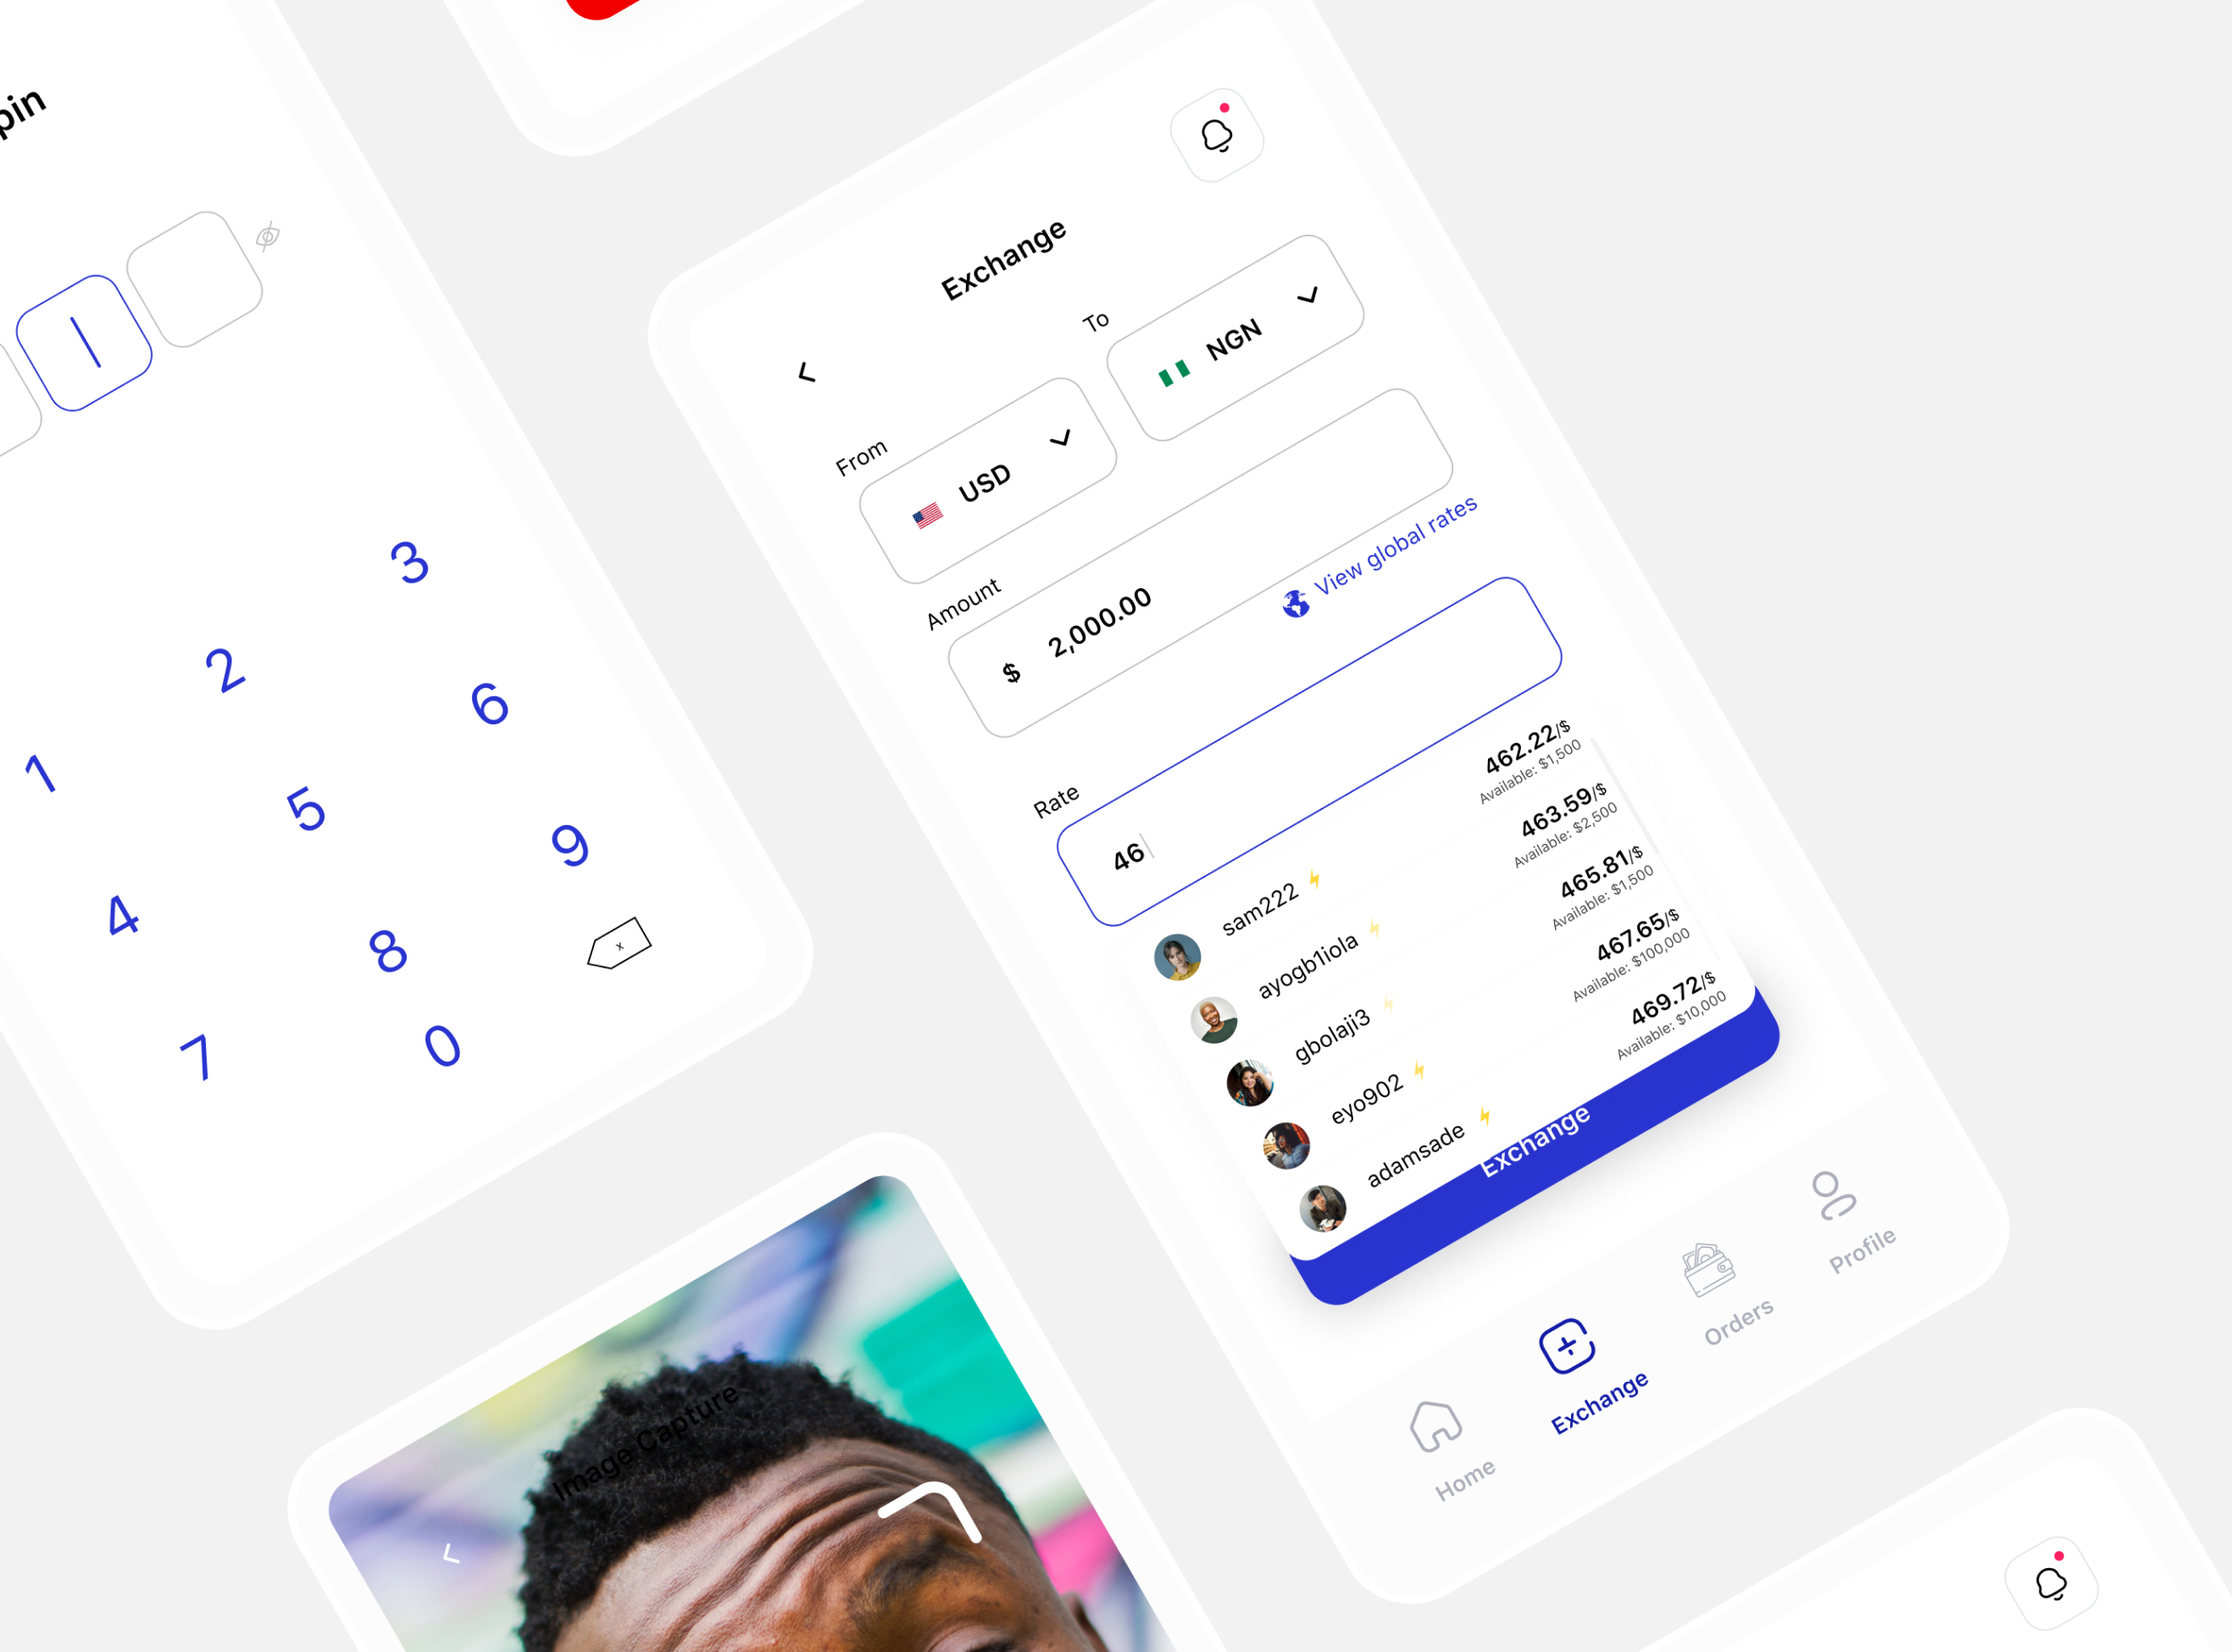 pin
1
2
3
4
5
6
7
8
9
0
x
Exchange
From
To
USD
NGN
Amount
$ 2,000.00
View global rates
Rate
46
sam222
462.22/$
Available: $1,500
ayogb1iola
463.59/$
Available: $2,500
gbolaji3
465.81/$
Available: $1,500
eyo902
467.65/$
Available: $100,000
adamsade
469.72/$
Available: $10,000
Exchange
Home
Exchange
Orders
Profile
Image Capture